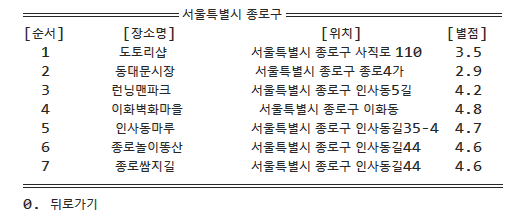 서울특별시 종로구
[순서] [장소명] [위치] [별점]
1 도토리샵 서울특별시 종로구 사직로 110 3.5
2 동대문시장 서울특별시 종로구 종로4가 2.9
3 런닝맨파크 서울특별시 종로구 인사동5길 4.2
4 이화벽화마을 서울특별시 종로구 이화동 4.8
5 인사동마루 서울특별시 종로구 인사동길35-4 4.7
6 종로놀이똥산 서울특별시 종로구 인사동길44 4.6
7 종로쌈지길 서울특별시 종로구 인사동길44 4.6
0. 뒤로가기